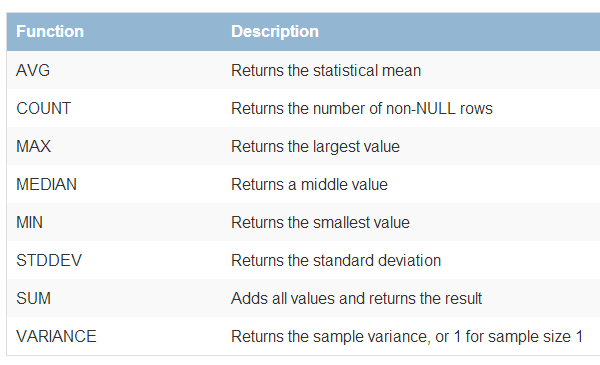 Function Description
AVG Returns the statistical mean
COUNT Returns the number of non-NULL rows
MAX Returns the largest value
MEDIAN Returns a middle value
MIN Returns the smallest value
STDDEV Returns the standard deviation
SUM Adds all values and returns the result
VARIANCE Returns the sample variance, or 1 for sample size 1